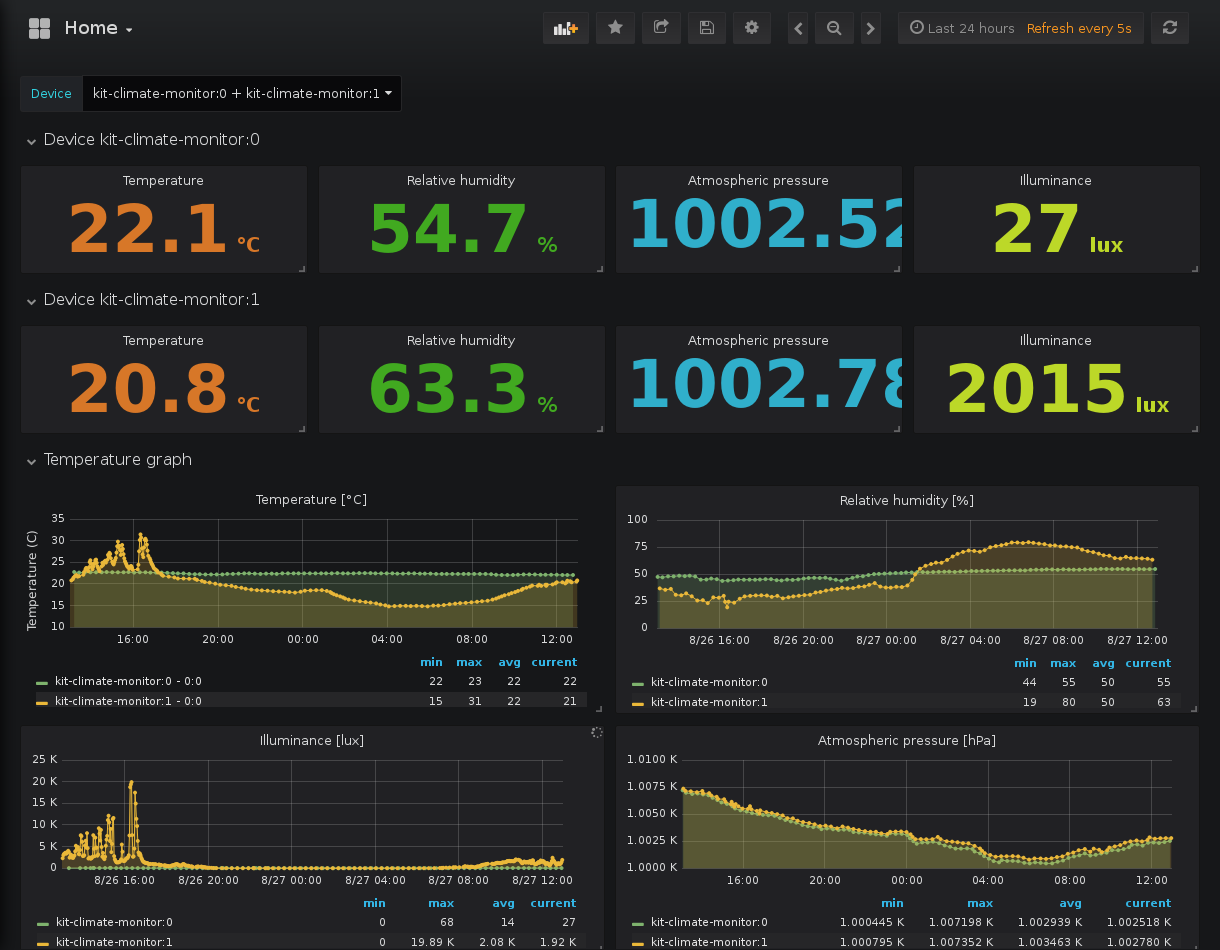 Home
Last 24 hours Refresh every 5s
Device kit-climate-monitor:0 + kit-climate-monitor:1
Device kit-climate-monitor:0
Temperature Relative humidity Atmospheric pressure Illuminance
22.1 °C 54.7 % 1002.52 27 lux
Device kit-climate-monitor:1
Temperature Relative humidity Atmospheric pressure Illuminance
20.8 °C 63.3 % 1002.78 2015 lux
Temperature graph
Temperature [°C]
Temperature (C)
35
30
25
20
15
10
16:00 20:00 00:00 04:00 08:00 12:00
min max avg current
kit-climate-monitor:0 - 0:0 22 23 22 22
kit-climate-monitor:1 - 0:0 15 31 22 21
Relative humidity [%]
100
75
50
25
0
8/26 16:00 8/26 20:00 8/27 00:00 8/27 04:00 8/27 08:00 8/27 12:00
min max avg current
kit-climate-monitor:0 44 55 50 55
kit-climate-monitor:1 19 80 50 63
Illuminance [lux]
25 K
20 K
15 K
10 K
5 K
0
8/26 16:00 8/26 20:00 8/27 00:00 8/27 04:00 8/27 08:00 8/27 12:00
min max avg current
kit-climate-monitor:0 0 68 14 27
kit-climate-monitor:1 0 19.89 K 2.08 K 1.92 K
Atmospheric pressure [hPa]
1.0100 K
1.0075 K
1.0050 K
1.0025 K
1.0000 K
16:00 20:00 00:00 04:00 08:00 12:00
min max avg current
kit-climate-monitor:0 1.000445 K 1.007198 K 1.002939 K 1.002518 K
kit-climate-monitor:1 1.000795 K 1.007352 K 1.003463 K 1.002780 K